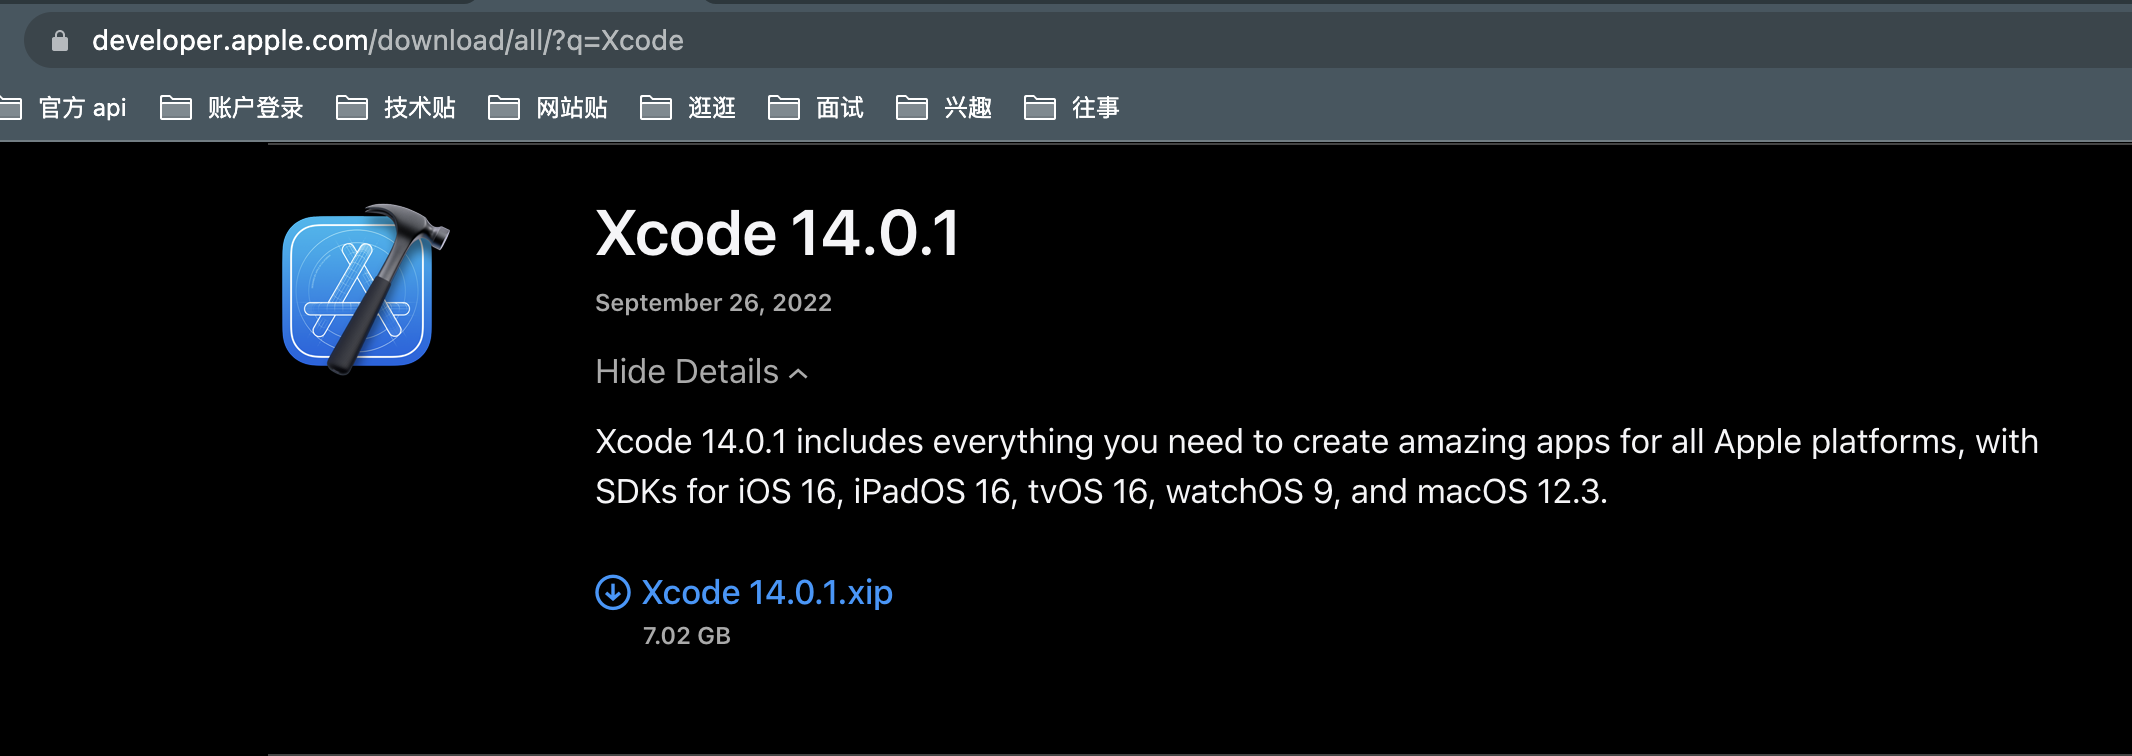 developer.apple.com/download/all/?q=Xcode
官方 api 账户登录 技术贴 网站贴 逛逛 面试 兴趣 往事
Xcode 14.0.1
September 26, 2022
Hide Details
Xcode 14.0.1 includes everything you need to create amazing apps for all Apple platforms, with
SDKs for iOS 16, iPadOS 16, tvOS 16, watchOS 9, and macOS 12.3.
Xcode 14.0.1.xip
7.02 GB